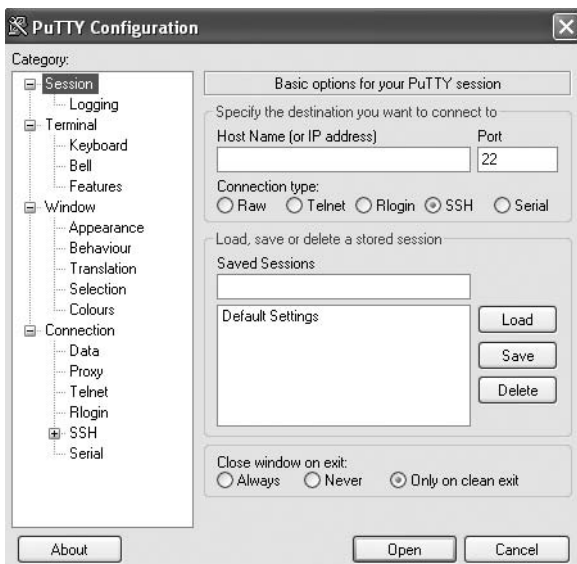 PuTTY Configuration
Category:
Session
Logging
Terminal
Keyboard
Bell
Features
Window
Appearance
Behaviour
Translation
Selection
Colours
Connection
Data
Proxy
Telnet
Rlogin
SSH
Serial
Basic options for your PuTTY session
Specify the destination you want to connect to
Host Name (or IP address) Port
22
Connection type:
Raw Telnet Rlogin SSH Serial
Load, save or delete a stored session
Saved Sessions
Default Settings
Load
Save
Delete
Close window on exit:
Always Never Only on clean exit
About Open Cancel